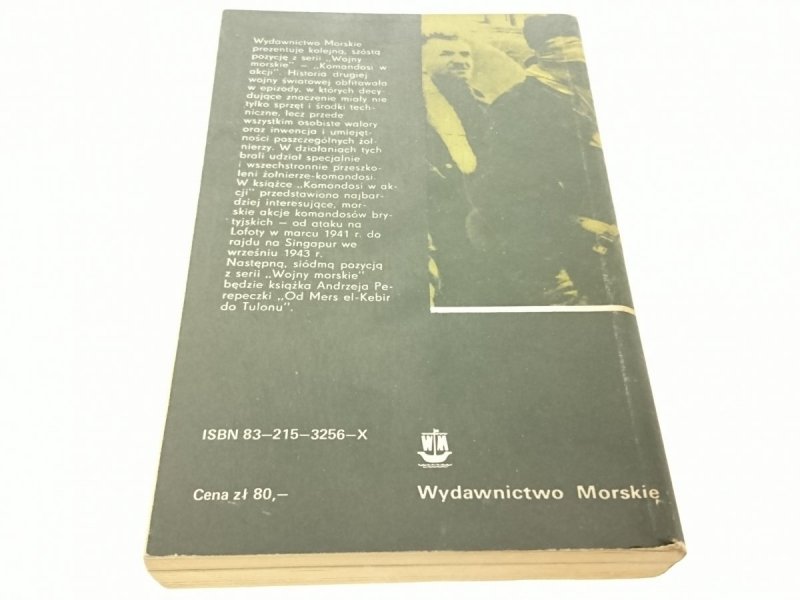 Wydawnictwo Morskie
prezentuje kolejną, szóstą
pozycję z serii „Wojny
morskie” – „Komandosi w
akcji”. Historia drugiej
wojny światowej obfitowała
w epizody, w których decy-
dujące znaczenie miały nie
tylko sprzęt i środki tech-
niczne, lecz przede
wszystkim osobiste walory
oraz inwencja i umiejęt-
ności poszczególnych żoł-
nierzy. W działaniach tych
brali udział specjalnie
i wszechstronnie przeszko-
leni żołnierze-komandosi.
W książce „Komandosi w ak-
cji” przedstawiono najbar-
dziej interesujące, mor-
skie akcje komandosów bry-
tyjskich – od ataku na
Lofoty w marcu 1941 r. do
rajdu na Singapur we
wrześniu 1943 r.
Następną, siódmą pozycją
z serii „Wojny morskie”
będzie książka Andrzeja Pe-
repeczki „Od Mers el-Kebir
do Tulonu”.
ISBN 83–215–3256–X
WM
Cena zł 80,–
Wydawnictwo Morskie